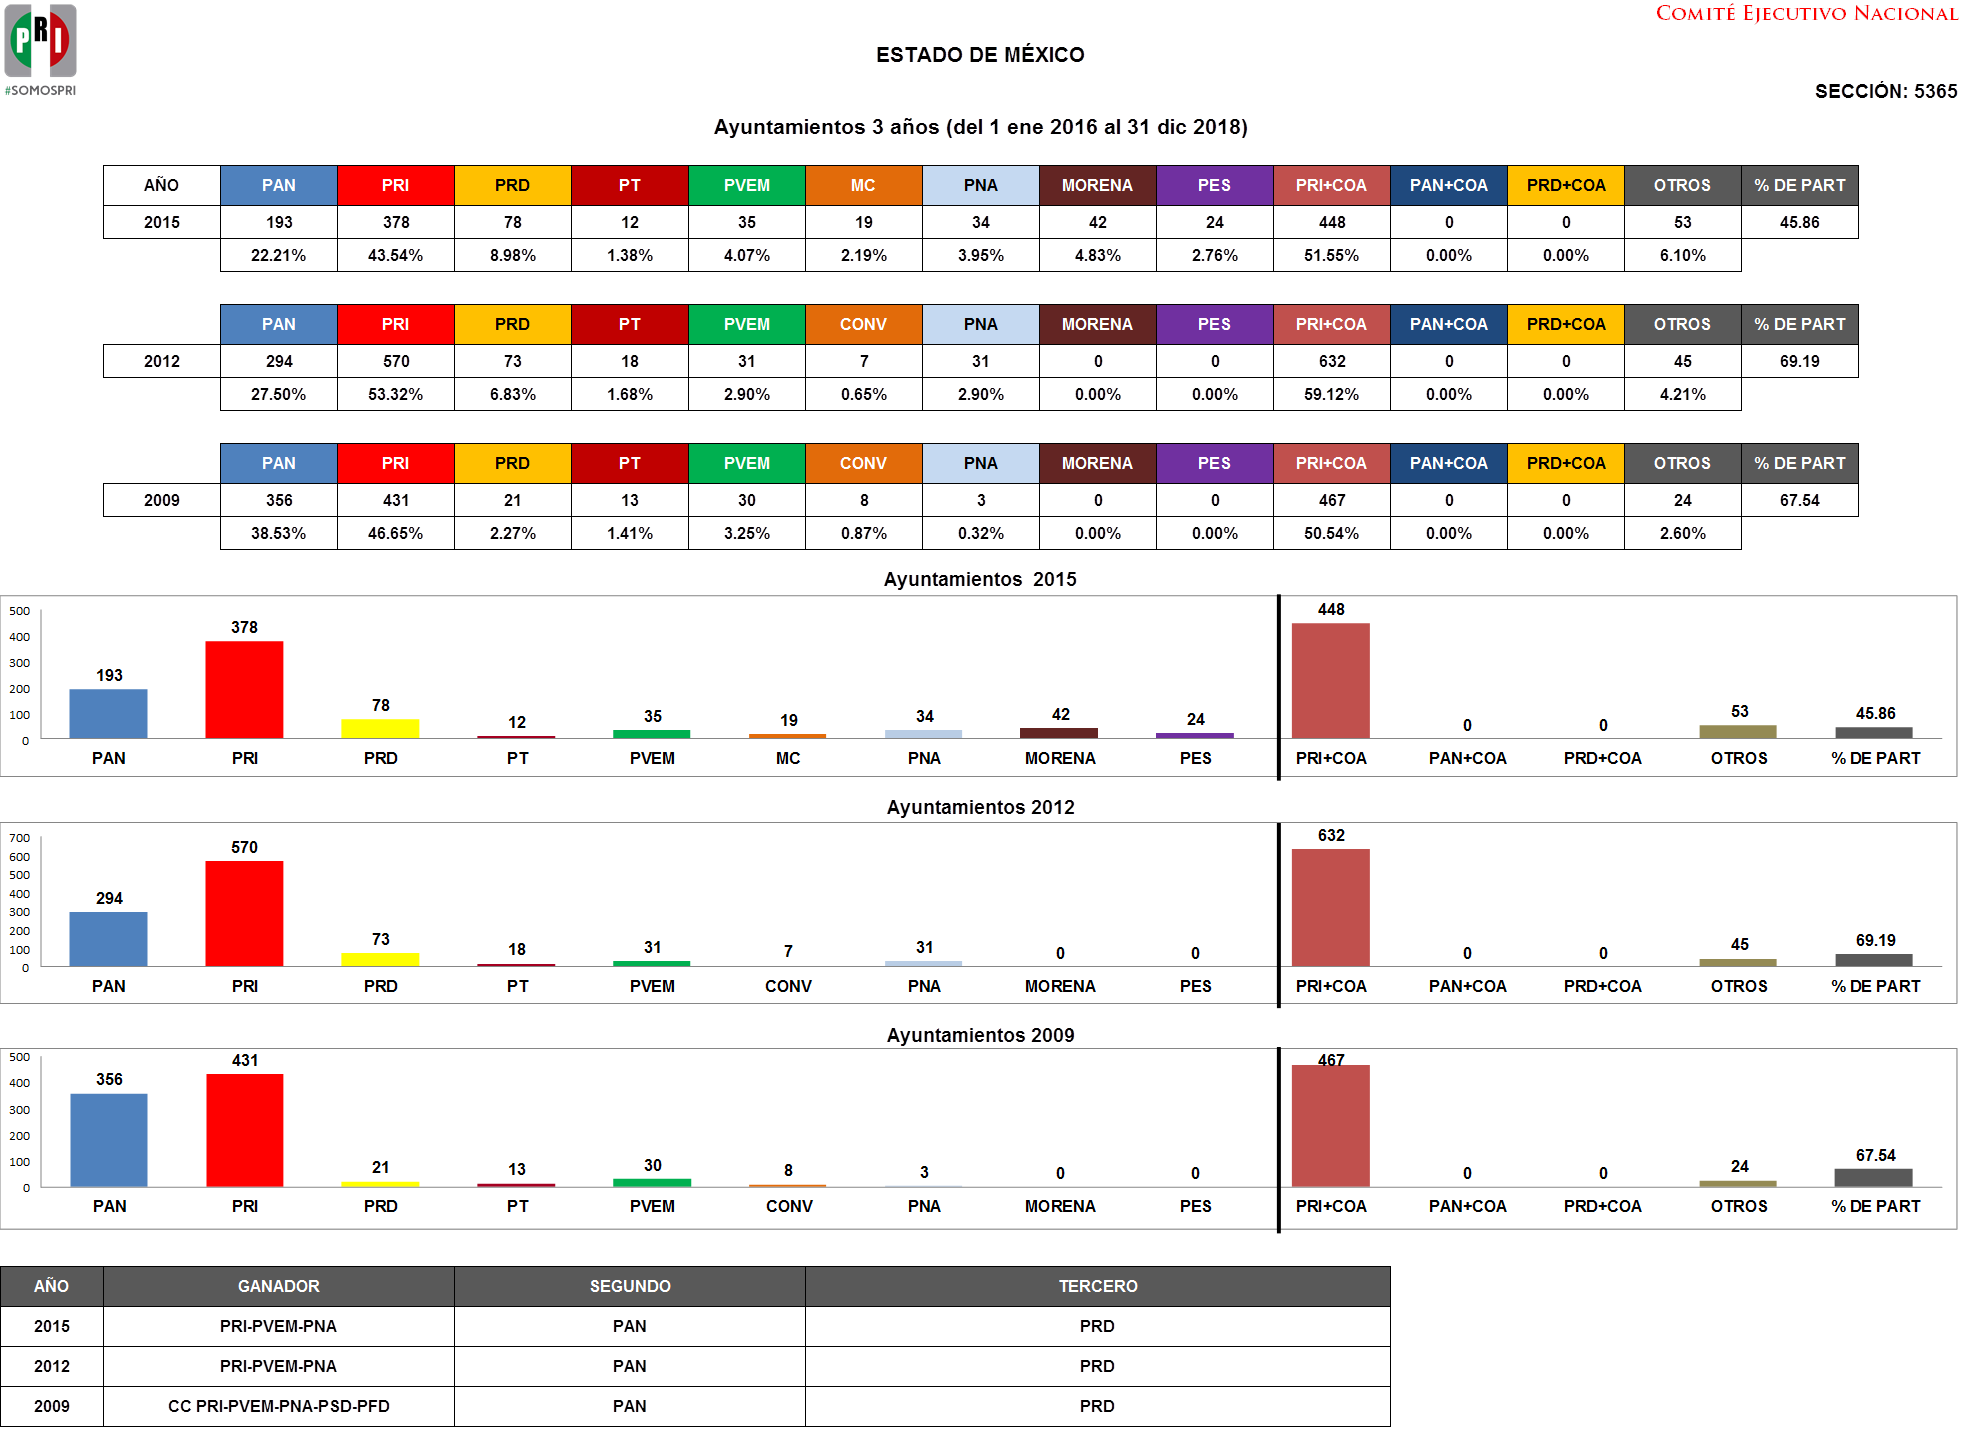 PRI
#SOMOSPRI
COMITÉ EJECUTIVO NACIONAL
ESTADO DE MÉXICO
SECCIÓN: 5365
Ayuntamientos 3 años (del 1 ene 2016 al 31 dic 2018)
AÑO PAN PRI PRD PT PVEM MC PNA MORENA PES PRI+COA PAN+COA PRD+COA OTROS % DE PART
2015 193 378 78 12 35 19 34 42 24 448 0 0 53 45.86
22.21% 43.54% 8.98% 1.38% 4.07% 2.19% 3.95% 4.83% 2.76% 51.55% 0.00% 0.00% 6.10%
PAN PRI PRD PT PVEM CONV PNA MORENA PES PRI+COA PAN+COA PRD+COA OTROS % DE PART
2012 294 570 73 18 31 7 31 0 0 632 0 0 45 69.19
27.50% 53.32% 6.83% 1.68% 2.90% 0.65% 2.90% 0.00% 0.00% 59.12% 0.00% 0.00% 4.21%
PAN PRI PRD PT PVEM CONV PNA MORENA PES PRI+COA PAN+COA PRD+COA OTROS % DE PART
2009 356 431 21 13 30 8 3 0 0 467 0 0 24 67.54
38.53% 46.65% 2.27% 1.41% 3.25% 0.87% 0.32% 0.00% 0.00% 50.54% 0.00% 0.00% 2.60%
Ayuntamientos 2015
500
400
300
200
100
0
193 378 78 12 35 19 34 42 24 448 0 0 53 45.86
PAN PRI PRD PT PVEM MC PNA MORENA PES PRI+COA PAN+COA PRD+COA OTROS % DE PART
Ayuntamientos 2012
700
600
500
400
300
200
100
0
294 570 73 18 31 7 31 0 0 632 0 0 45 69.19
PAN PRI PRD PT PVEM CONV PNA MORENA PES PRI+COA PAN+COA PRD+COA OTROS % DE PART
Ayuntamientos 2009
500
400
300
200
100
0
356 431 21 13 30 8 3 0 0 467 0 0 24 67.54
PAN PRI PRD PT PVEM CONV PNA MORENA PES PRI+COA PAN+COA PRD+COA OTROS % DE PART
AÑO GANADOR SEGUNDO TERCERO
2015 PRI-PVEM-PNA PAN PRD
2012 PRI-PVEM-PNA PAN PRD
2009 CC PRI-PVEM-PNA-PSD-PFD PAN PRD